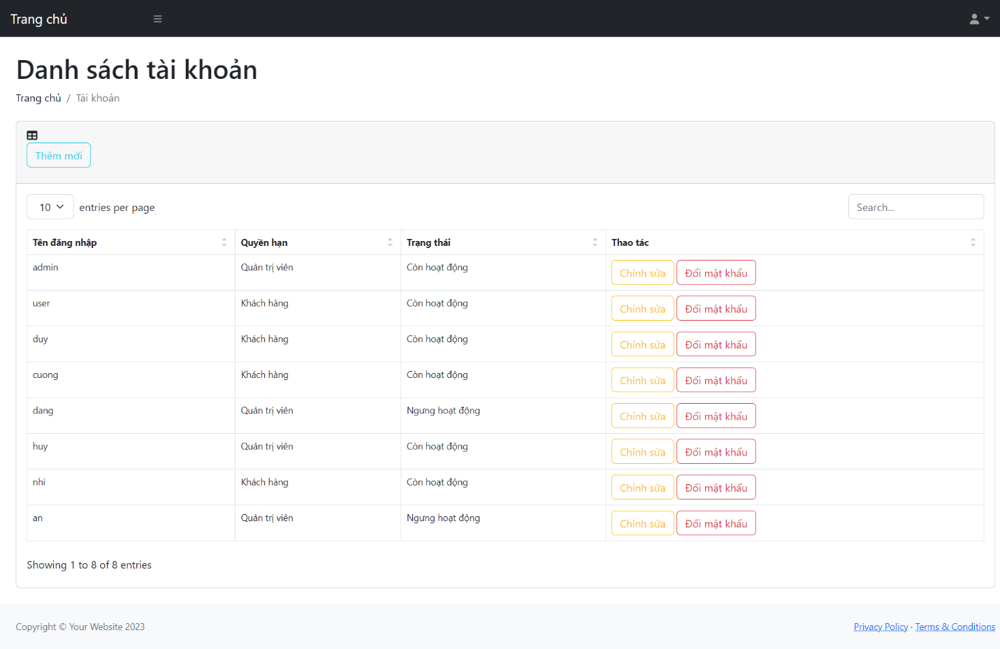 Trang chủ
Danh sách tài khoản
Trang chủ / Tài khoản
Thêm mới
10 entries per page Search...
Tên đăng nhập Quyền hạn Trạng thái Thao tác
admin Quản trị viên Còn hoạt động Chỉnh sửa Đổi mật khẩu
user Khách hàng Còn hoạt động Chỉnh sửa Đổi mật khẩu
duy Khách hàng Còn hoạt động Chỉnh sửa Đổi mật khẩu
cuong Khách hàng Còn hoạt động Chỉnh sửa Đổi mật khẩu
dang Quản trị viên Ngưng hoạt động Chỉnh sửa Đổi mật khẩu
huy Quản trị viên Còn hoạt động Chỉnh sửa Đổi mật khẩu
nhi Khách hàng Còn hoạt động Chỉnh sửa Đổi mật khẩu
an Quản trị viên Ngưng hoạt động Chỉnh sửa Đổi mật khẩu
Showing 1 to 8 of 8 entries
Copyright © Your Website 2023 Privacy Policy · Terms & Conditions